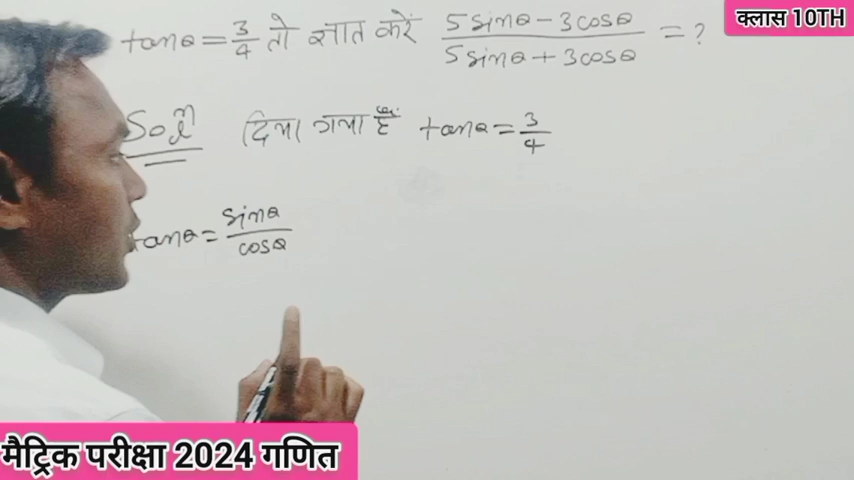 क्लास 10TH
tanθ = 3/4 तो ज्ञात करें (5sinθ - 3cosθ)/(5sinθ + 3cosθ) = ?
Solⁿ दिया गया है tanθ = 3/4
tanθ = sinθ/cosθ
मैट्रिक परीक्षा 2024 गणित